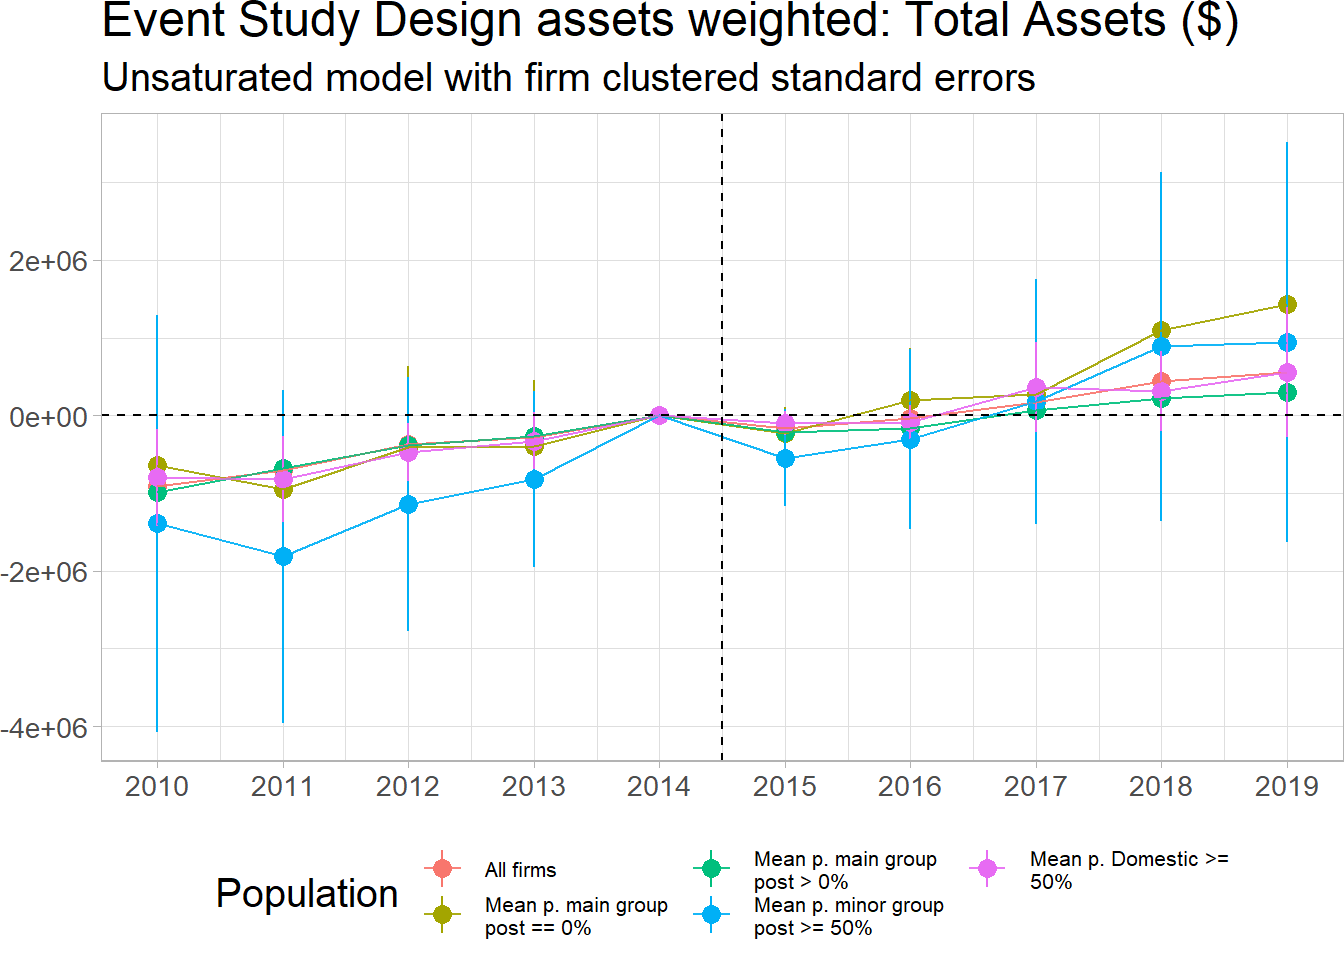 Event Study Design assets weighted: Total Assets ($)
Unsaturated model with firm clustered standard errors
2e+06
0e+00
-2e+06
-4e+06
2010 2011 2012 2013 2014 2015 2016 2017 2018 2019
Population
All firms
Mean p. main group
post == 0%
Mean p. main group
post > 0%
Mean p. minor group
post >= 50%
Mean p. Domestic >=
50%